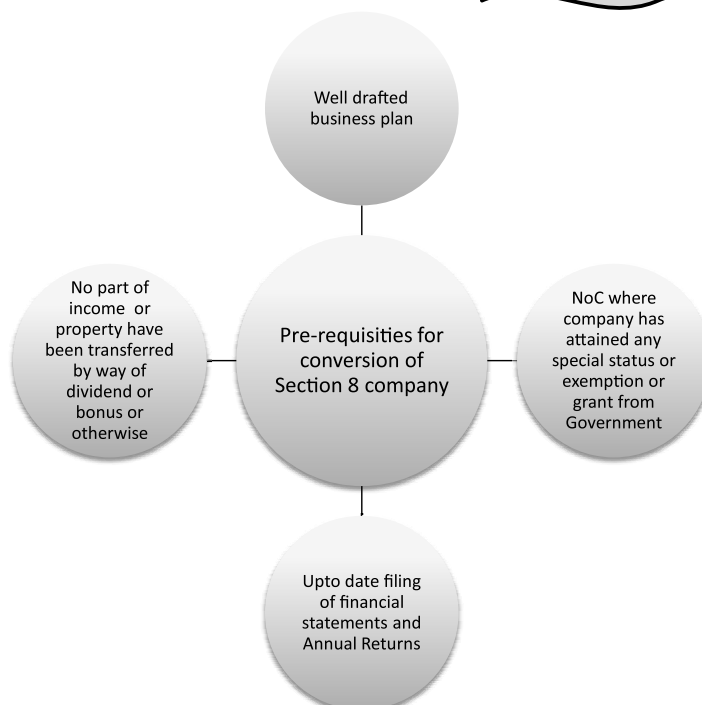 Well drafted
business plan
No part of
income or
property have
been transferred
by way of
dividend or
bonus or
otherwise
Pre-requisities for
conversion of
Section 8 company
NoC where
company has
attained any
special status or
exemption or
grant from
Government
Upto date filing
of financial
statements and
Annual Returns